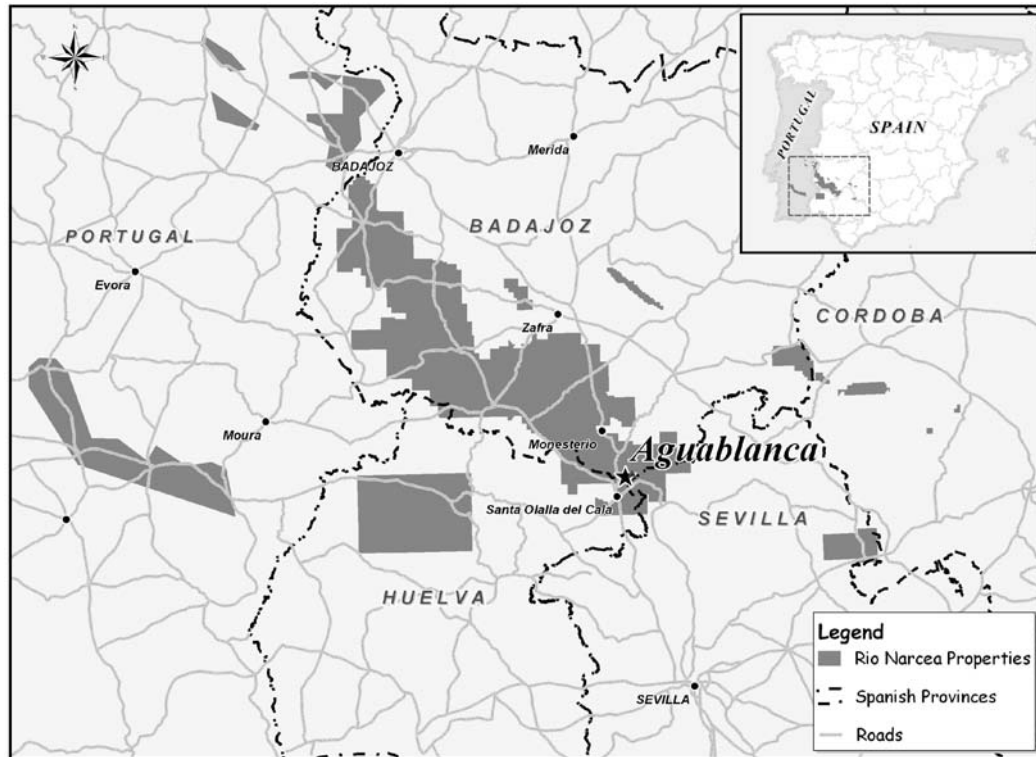 PORTUGAL
SPAIN
BADAJOZ
Merida
BADAJOZ
PORTUGAL
Evora
CORDOBA
Zafra
Moura
Monesterio
Aguablanca
Santa Olalla del Cala
SEVILLA
HUELVA
SEVILLA
Legend
Rio Narcea Properties
Spanish Provinces
Roads